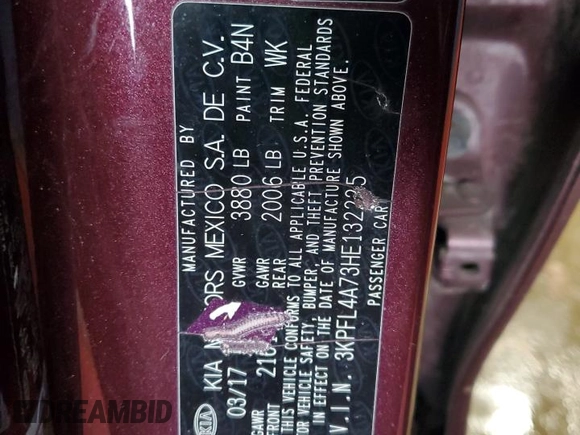 MANUFACTURED BY
KIA MOTORS MEXICO S.A. DE C.V.
03/17 GVWR 3880 LB PAINT B4N
GAWR FRONT GAWR REAR 2006 LB TRIM WK
THIS VEHICLE CONFORMS TO ALL APPLICABLE U.S.A. FEDERAL
VEHICLE SAFETY, BUMPER, AND THEFT PREVENTION STANDARDS
IN EFFECT ON THE DATE OF MANUFACTURE SHOWN ABOVE.
V.I.N. 3KPFL4A73HE132225
PASSENGER CAR
KIA
DREAMBID